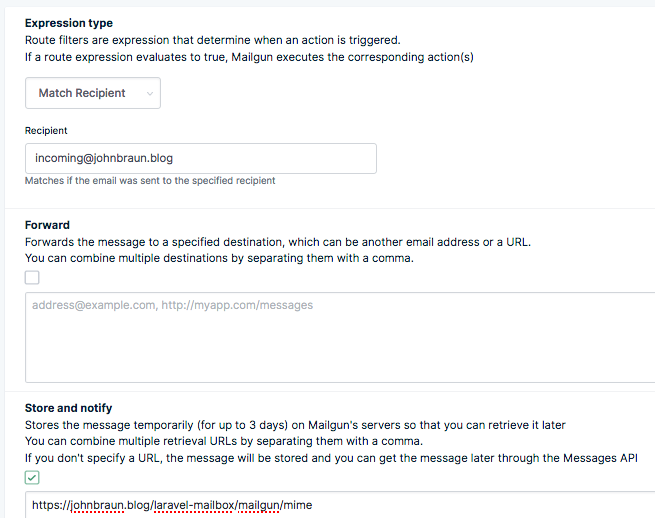 Expression type
Route filters are expression that determine when an action is triggered.
If a route expression evaluates to true, Mailgun executes the corresponding action(s)
Match Recipient
Recipient
incoming@johnbraun.blog
Matches if the email was sent to the specified recipient
Forward
Forwards the message to a specified destination, which can be another email address or a URL.
You can combine multiple destinations by separating them with a comma.
address@example.com, http://myapp.com/messages
Store and notify
Stores the message temporarily (for up to 3 days) on Mailgun's servers so that you can retrieve it later
You can combine multiple retrieval URLs by separating them with a comma.
If you don't specify a URL, the message will be stored and you can get the message later through the Messages API
https://johnbraun.blog/laravel-mailbox/mailgun/mime